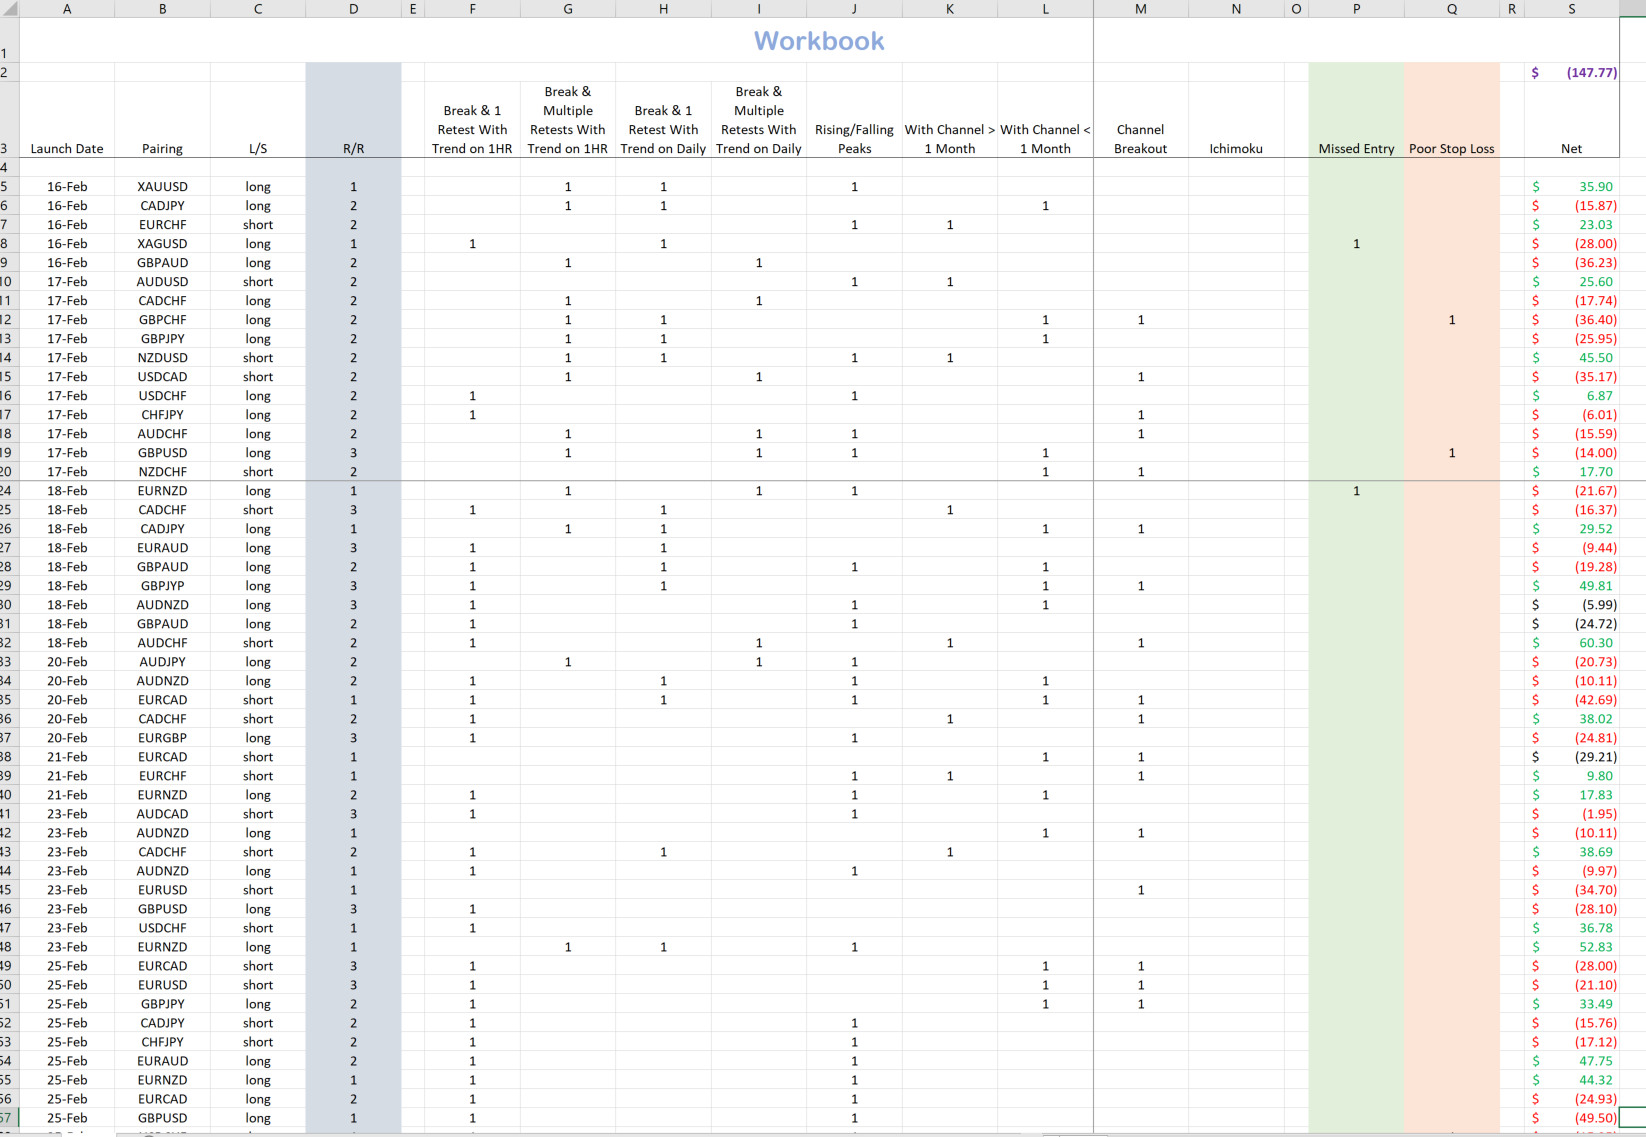 A B C D E F G H I J K L M N O P Q R S
1 Workbook
2 $ (147.77)
3 Launch Date Pairing L/S R/R Break & 1 Retest With Trend on 1HR Break & Multiple Retests With Trend on 1HR Break & 1 Retest With Trend on Daily Break & Multiple Retests With Trend on Daily Rising/Falling Peaks With Channel > 1 Month With Channel < 1 Month Channel Breakout Ichimoku Missed Entry Poor Stop Loss Net
4
5 16-Feb XAUUSD long 1 1 1 1 $ 35.90
6 16-Feb CADJPY long 2 1 1 1 $ (15.87)
7 16-Feb EURCHF short 2 1 1 $ 23.03
8 16-Feb XAGUSD long 1 1 1 1 $ (28.00)
9 16-Feb GBPAUD long 2 1 1 $ (36.23)
10 17-Feb AUDUSD short 2 1 1 $ 25.60
11 17-Feb CADCHF long 2 1 1 $ (17.74)
12 17-Feb GBPCHF long 2 1 1 1 1 1 $ (36.40)
13 17-Feb GBPJPY long 2 1 1 1 $ (25.95)
14 17-Feb NZDUSD short 2 1 1 1 1 $ 45.50
15 17-Feb USDCAD short 2 1 1 1 $ (35.17)
16 17-Feb USDCHF long 2 1 1 $ 6.87
17 17-Feb CHFJPY long 2 1 1 $ (6.01)
18 17-Feb AUDCHF long 2 1 1 1 1 $ (15.59)
19 17-Feb GBPUSD long 3 1 1 1 1 1 $ (14.00)
20 17-Feb NZDCHF short 2 1 1 $ 17.70
24 18-Feb EURNZD long 1 1 1 1 1 $ (21.67)
25 18-Feb CADCHF short 3 1 1 1 $ (16.37)
26 18-Feb CADJPY long 1 1 1 1 1 $ 29.52
27 18-Feb EURAUD long 3 1 1 $ (9.44)
28 18-Feb GBPAUD long 2 1 1 1 1 $ (19.28)
29 18-Feb GBPJYP long 3 1 1 1 1 $ 49.81
30 18-Feb AUDNZD long 3 1 1 1 $ (5.99)
31 18-Feb GBPAUD long 2 1 1 $ (24.72)
32 18-Feb AUDCHF short 2 1 1 1 1 $ 60.30
33 20-Feb AUDJPY long 2 1 1 1 $ (20.73)
34 20-Feb AUDNZD long 2 1 1 1 1 $ (10.11)
35 20-Feb EURCAD short 1 1 1 1 1 1 $ (42.69)
36 20-Feb CADCHF short 2 1 1 1 $ 38.02
37 20-Feb EURGBP long 3 1 1 $ (24.81)
38 21-Feb EURCAD short 1 1 1 $ (29.21)
39 21-Feb EURCHF short 1 1 1 1 $ 9.80
40 21-Feb EURNZD long 2 1 1 1 $ 17.83
41 23-Feb AUDCAD short 3 1 1 $ (1.95)
42 23-Feb AUDNZD long 1 1 1 $ (10.11)
43 23-Feb CADCHF short 2 1 1 1 $ 38.69
44 23-Feb AUDNZD long 1 1 1 $ (9.97)
45 23-Feb EURUSD short 1 1 $ (34.70)
46 23-Feb GBPUSD long 3 1 $ (28.10)
47 23-Feb USDCHF short 1 1 $ 36.78
48 23-Feb EURNZD long 1 1 1 1 $ 52.83
49 25-Feb EURCAD short 3 1 1 1 $ (28.00)
50 25-Feb EURUSD short 3 1 1 1 $ (21.10)
51 25-Feb GBPJPY long 2 1 1 1 $ 33.49
52 25-Feb CADJPY short 2 1 1 $ (15.76)
53 25-Feb CHFJPY short 2 1 1 $ (17.12)
54 25-Feb EURAUD long 2 1 1 $ 47.75
55 25-Feb EURNZD long 1 1 1 $ 44.32
56 25-Feb EURCAD long 2 1 1 $ (24.93)
57 25-Feb GBPUSD long 1 1 1 $ (49.50)